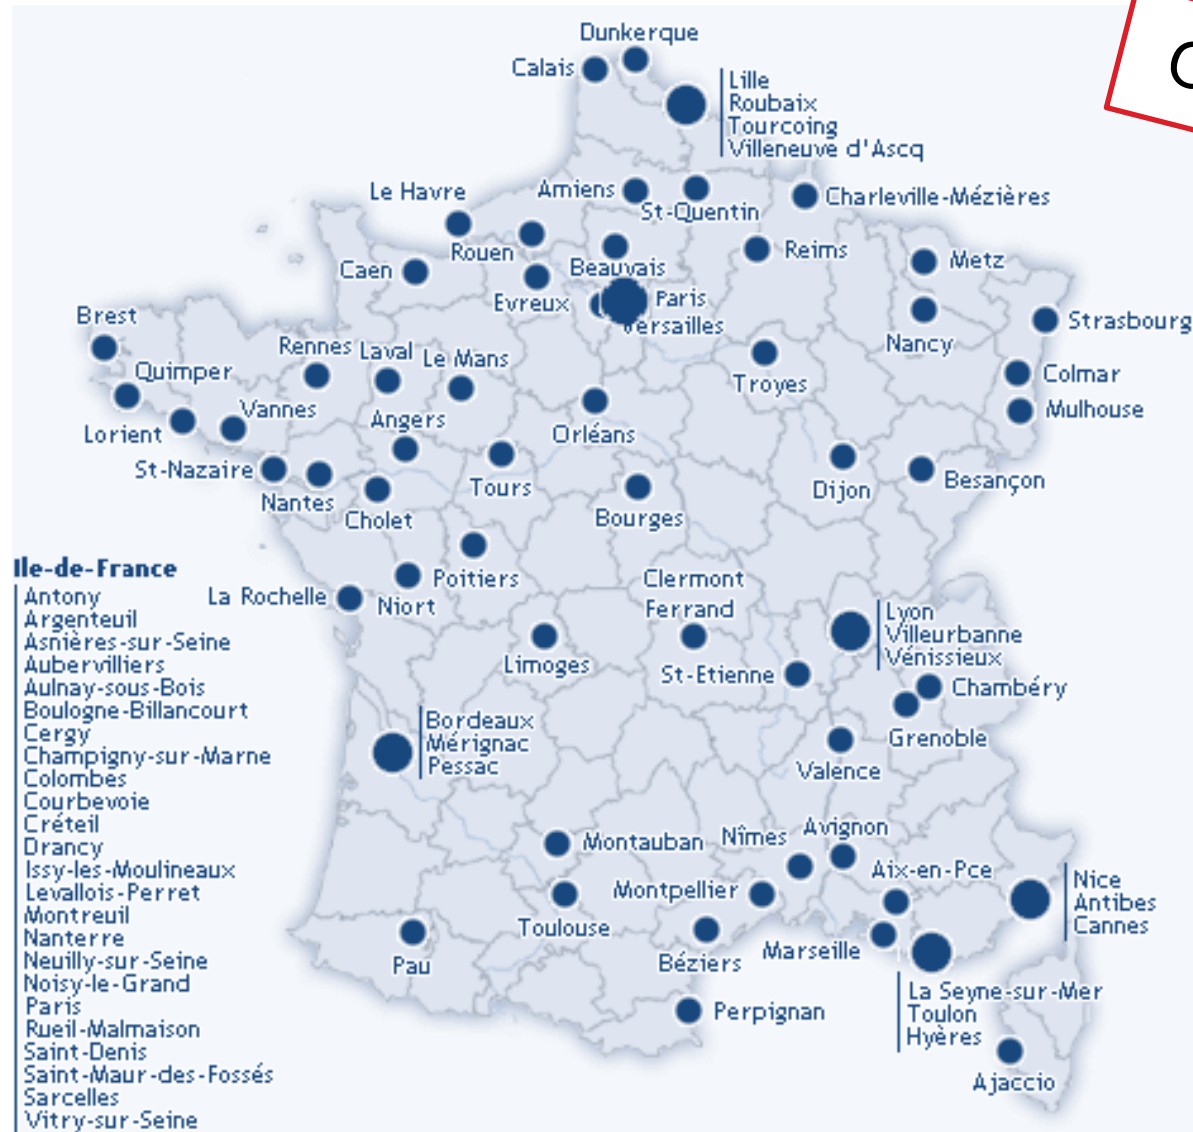 Dunkerque
Calais
Lille
Roubaix
Tourcoing
Villeneuve d'Ascq
Le Havre
Amiens
St-Quentin
Charleville-Mézières
Rouen
Beauvais
Reims
Metz
Caen
Evreux
Paris
Versailles
Nancy
Strasbourg
Brest
Quimper
Rennes
Laval
Le Mans
Troyes
Colmar
Mulhouse
Lorient
Vannes
Angers
Orléans
St-Nazaire
Nantes
Cholet
Tours
Bourges
Dijon
Besançon
Poitiers
Niort
La Rochelle
Clermont
Ferrand
Limoges
St-Etienne
Lyon
Villeurbanne
Vénissieux
Chambéry
Grenoble
Valence
Bordeaux
Mérignac
Pessac
Montauban
Nîmes
Avignon
Aix-en-Pce
Toulouse
Montpellier
Béziers
Marseille
Nice
Antibes
Cannes
Pau
Perpignan
La Seyne-sur-Mer
Toulon
Hyères
Ajaccio
Ile-de-France
Antony
Argenteuil
Asnières-sur-Seine
Aubervilliers
Aulnay-sous-Bois
Boulogne-Billancourt
Cergy
Champigny-sur-Marne
Colombes
Courbevoie
Créteil
Drancy
Issy-les-Moulineaux
Levallois-Perret
Montreuil
Nanterre
Neuilly-sur-Seine
Noisy-le-Grand
Paris
Rueil-Malmaison
Saint-Denis
Saint-Maur-des-Fossés
Sarcelles
Vitry-sur-Seine